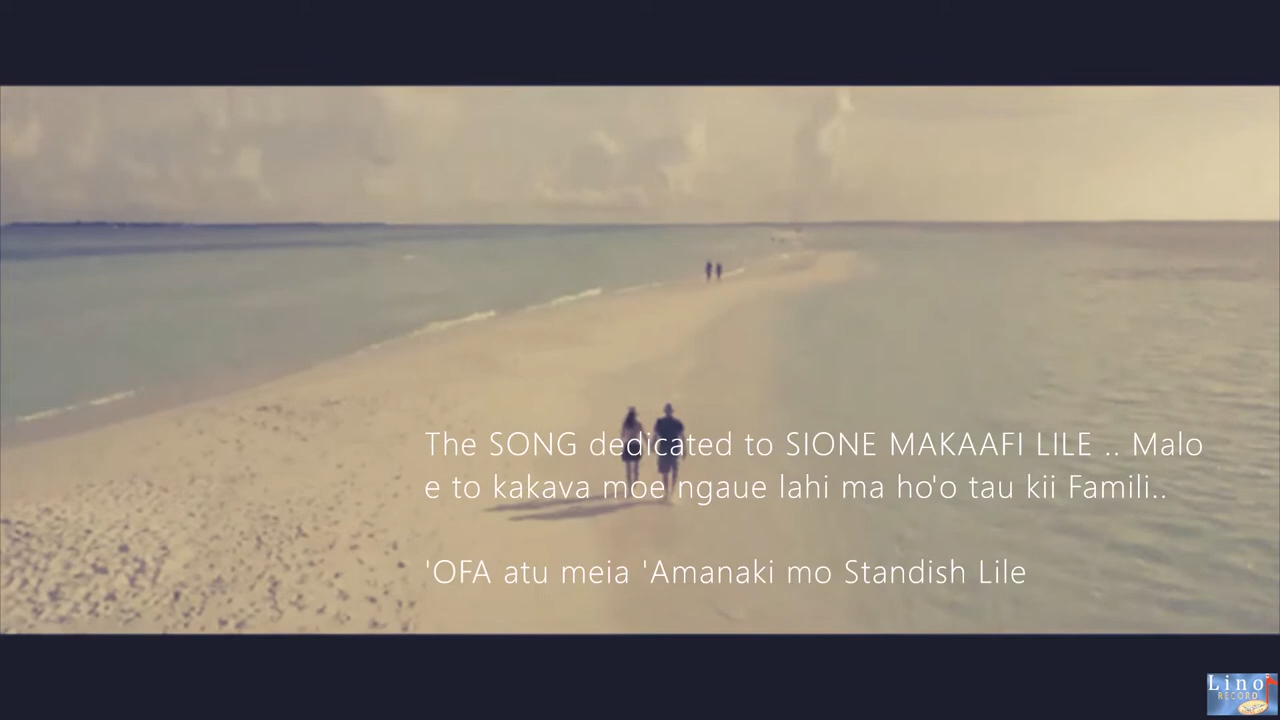 The SONG dedicated to SIONE MAKAAFI LILE .. Malo
e to kakava moe ngaue lahi ma ho'o tau kii Famili..
'OFA atu meia 'Amanaki mo Standish Lile
Lino
RECORD